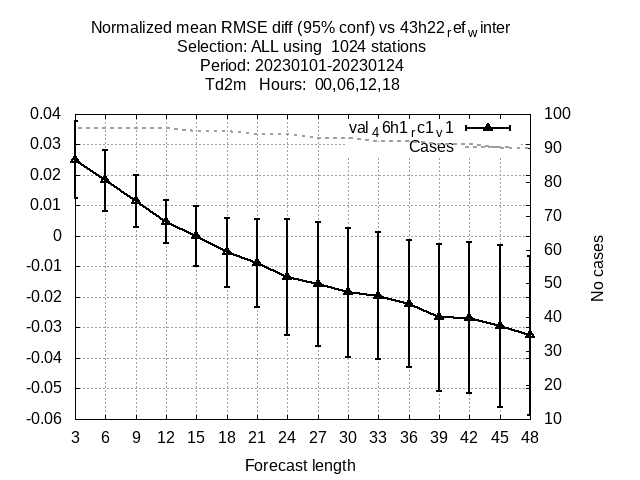 Normalized mean RMSE diff (95% conf) vs 43h22refwinter
Selection: ALL using 1024 stations
Period: 20230101-20230124
Td2m Hours: 00,06,12,18
val46h1rc1v1
Cases
0.04
0.03
0.02
0.01
0
-0.01
-0.02
-0.03
-0.04
-0.05
-0.06
100
90
80
70
60
50
40
30
20
10
No cases
3 6 9 12 15 18 21 24 27 30 33 36 39 42 45 48
Forecast length